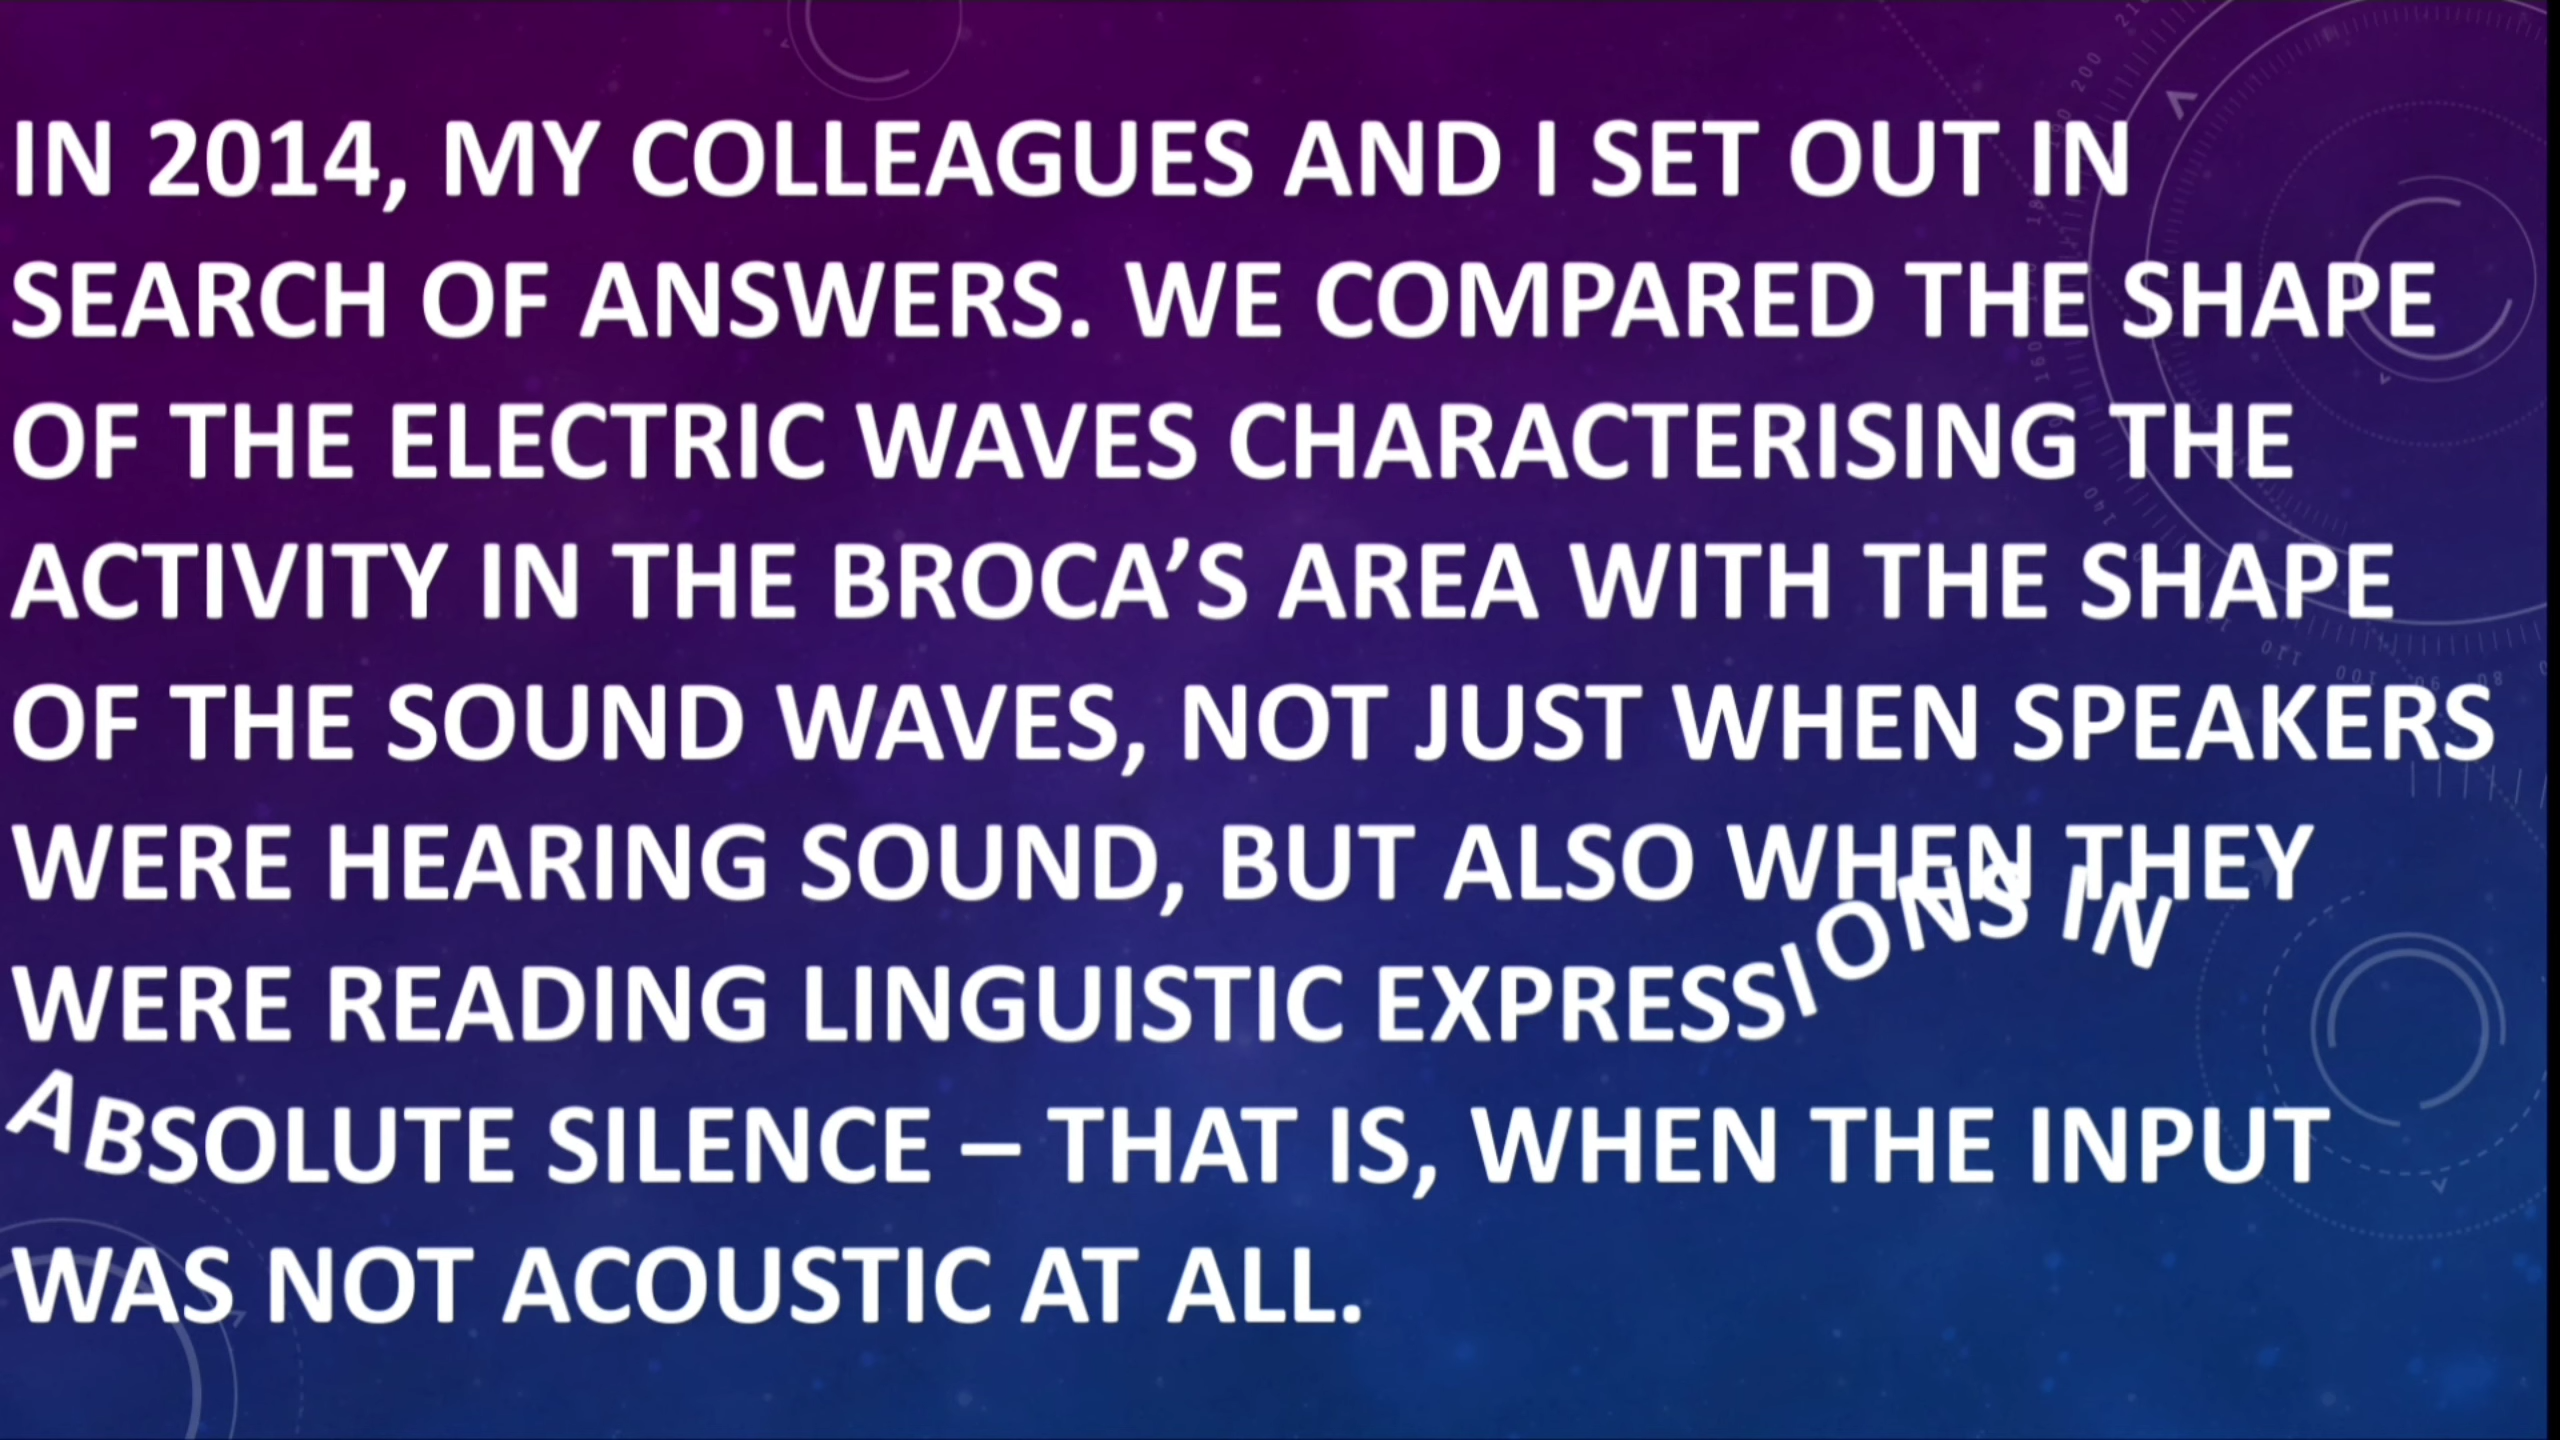 IN 2014, MY COLLEAGUES AND I SET OUT IN
SEARCH OF ANSWERS. WE COMPARED THE SHAPE
OF THE ELECTRIC WAVES CHARACTERISING THE
ACTIVITY IN THE BROCA’S AREA WITH THE SHAPE
OF THE SOUND WAVES, NOT JUST WHEN SPEAKERS
WERE HEARING SOUND, BUT ALSO WHEN THEY
WERE READING LINGUISTIC EXPRESSIONS IN
ABSOLUTE SILENCE – THAT IS, WHEN THE INPUT
WAS NOT ACOUSTIC AT ALL.